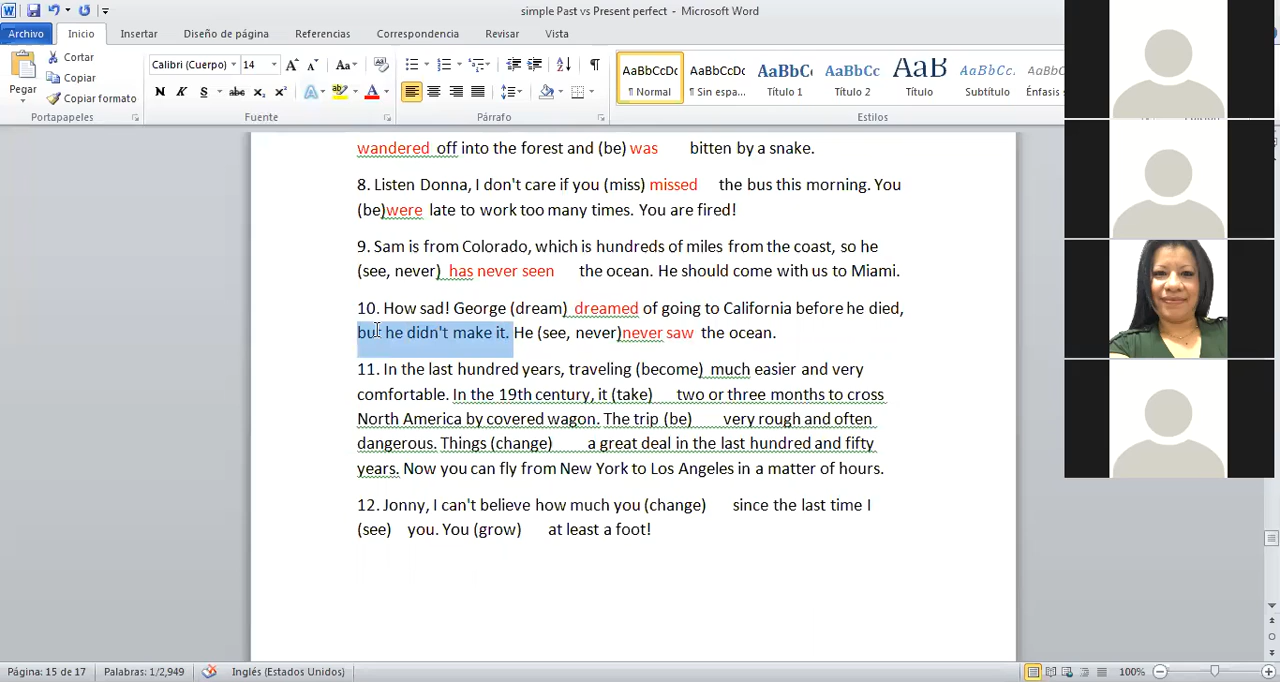 simple Past vs Present perfect - Microsoft Word
Archivo Inicio Insertar Diseño de página Referencias Correspondencia Revisar Vista
Pegar
Cortar
Copiar
Copiar formato
Portapapeles
Calibri (Cuerpo) 14
Fuente
Párrafo
AaBbCcDc AaBbCcDc AaBbC AaBbCc AaB AaBbCc
¶ Normal ¶ Sin espa... Título 1 Título 2 Título Subtítulo
Estilos
wandered off into the forest and (be) was bitten by a snake.
8. Listen Donna, I don't care if you (miss) missed the bus this morning. You
(be)were late to work too many times. You are fired!
9. Sam is from Colorado, which is hundreds of miles from the coast, so he
(see, never) has never seen the ocean. He should come with us to Miami.
10. How sad! George (dream) dreamed of going to California before he died,
but he didn't make it. He (see, never)never saw the ocean.
11. In the last hundred years, traveling (become) much easier and very
comfortable. In the 19th century, it (take) two or three months to cross
North America by covered wagon. The trip (be) very rough and often
dangerous. Things (change) a great deal in the last hundred and fifty
years. Now you can fly from New York to Los Angeles in a matter of hours.
12. Jonny, I can't believe how much you (change) since the last time I
(see) you. You (grow) at least a foot!
Página: 15 de 17 Palabras: 1/2,949 Inglés (Estados Unidos) 100%